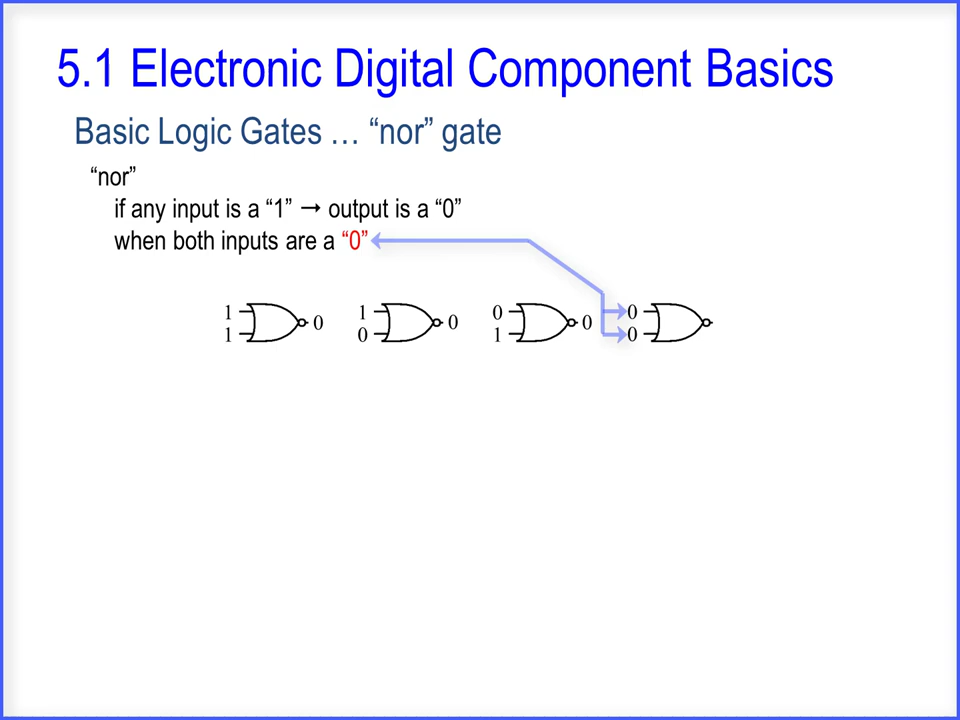 5.1 Electronic Digital Component Basics
Basic Logic Gates … “nor” gate
“nor”
if any input is a “1” → output is a “0”
when both inputs are a “0”
1 1 0 0
0 0 0
1 0 1 0